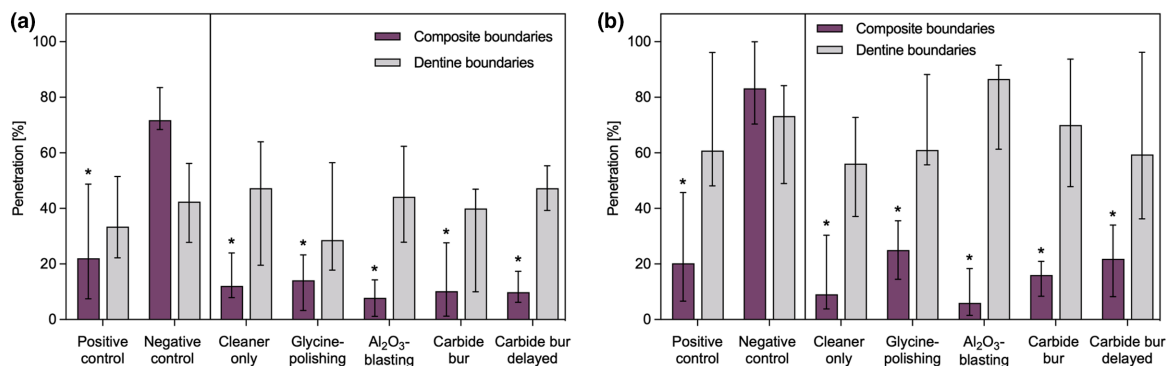 (a)
Penetration [%]
100
80
60
40
20
0
Composite boundaries
Dentine boundaries
*
*
*
*
*
*
Positive control
Negative control
Cleaner only
Glycine-polishing
Al₂O₃-blasting
Carbide bur
Carbide bur delayed
(b)
Penetration [%]
100
80
60
40
20
0
Composite boundaries
Dentine boundaries
*
*
*
*
*
*
Positive control
Negative control
Cleaner only
Glycine-polishing
Al₂O₃-blasting
Carbide bur
Carbide bur delayed